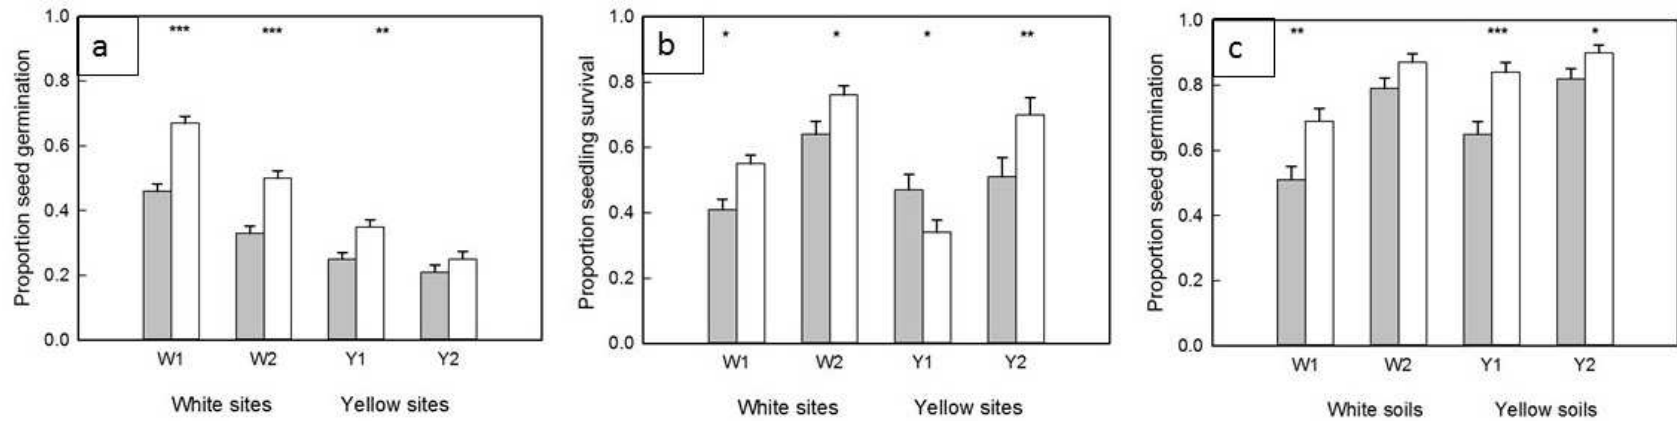 a
Proportion seed germination
1.0
0.8
0.6
0.4
0.2
0.0
*** *** **
W1 W2 Y1 Y2
White sites Yellow sites
b
Proportion seedling survival
1.0
0.8
0.6
0.4
0.2
0.0
* * * **
W1 W2 Y1 Y2
White sites Yellow sites
c
Proportion seed germination
1.0
0.8
0.6
0.4
0.2
0.0
** *** *
W1 W2 Y1 Y2
White soils Yellow soils